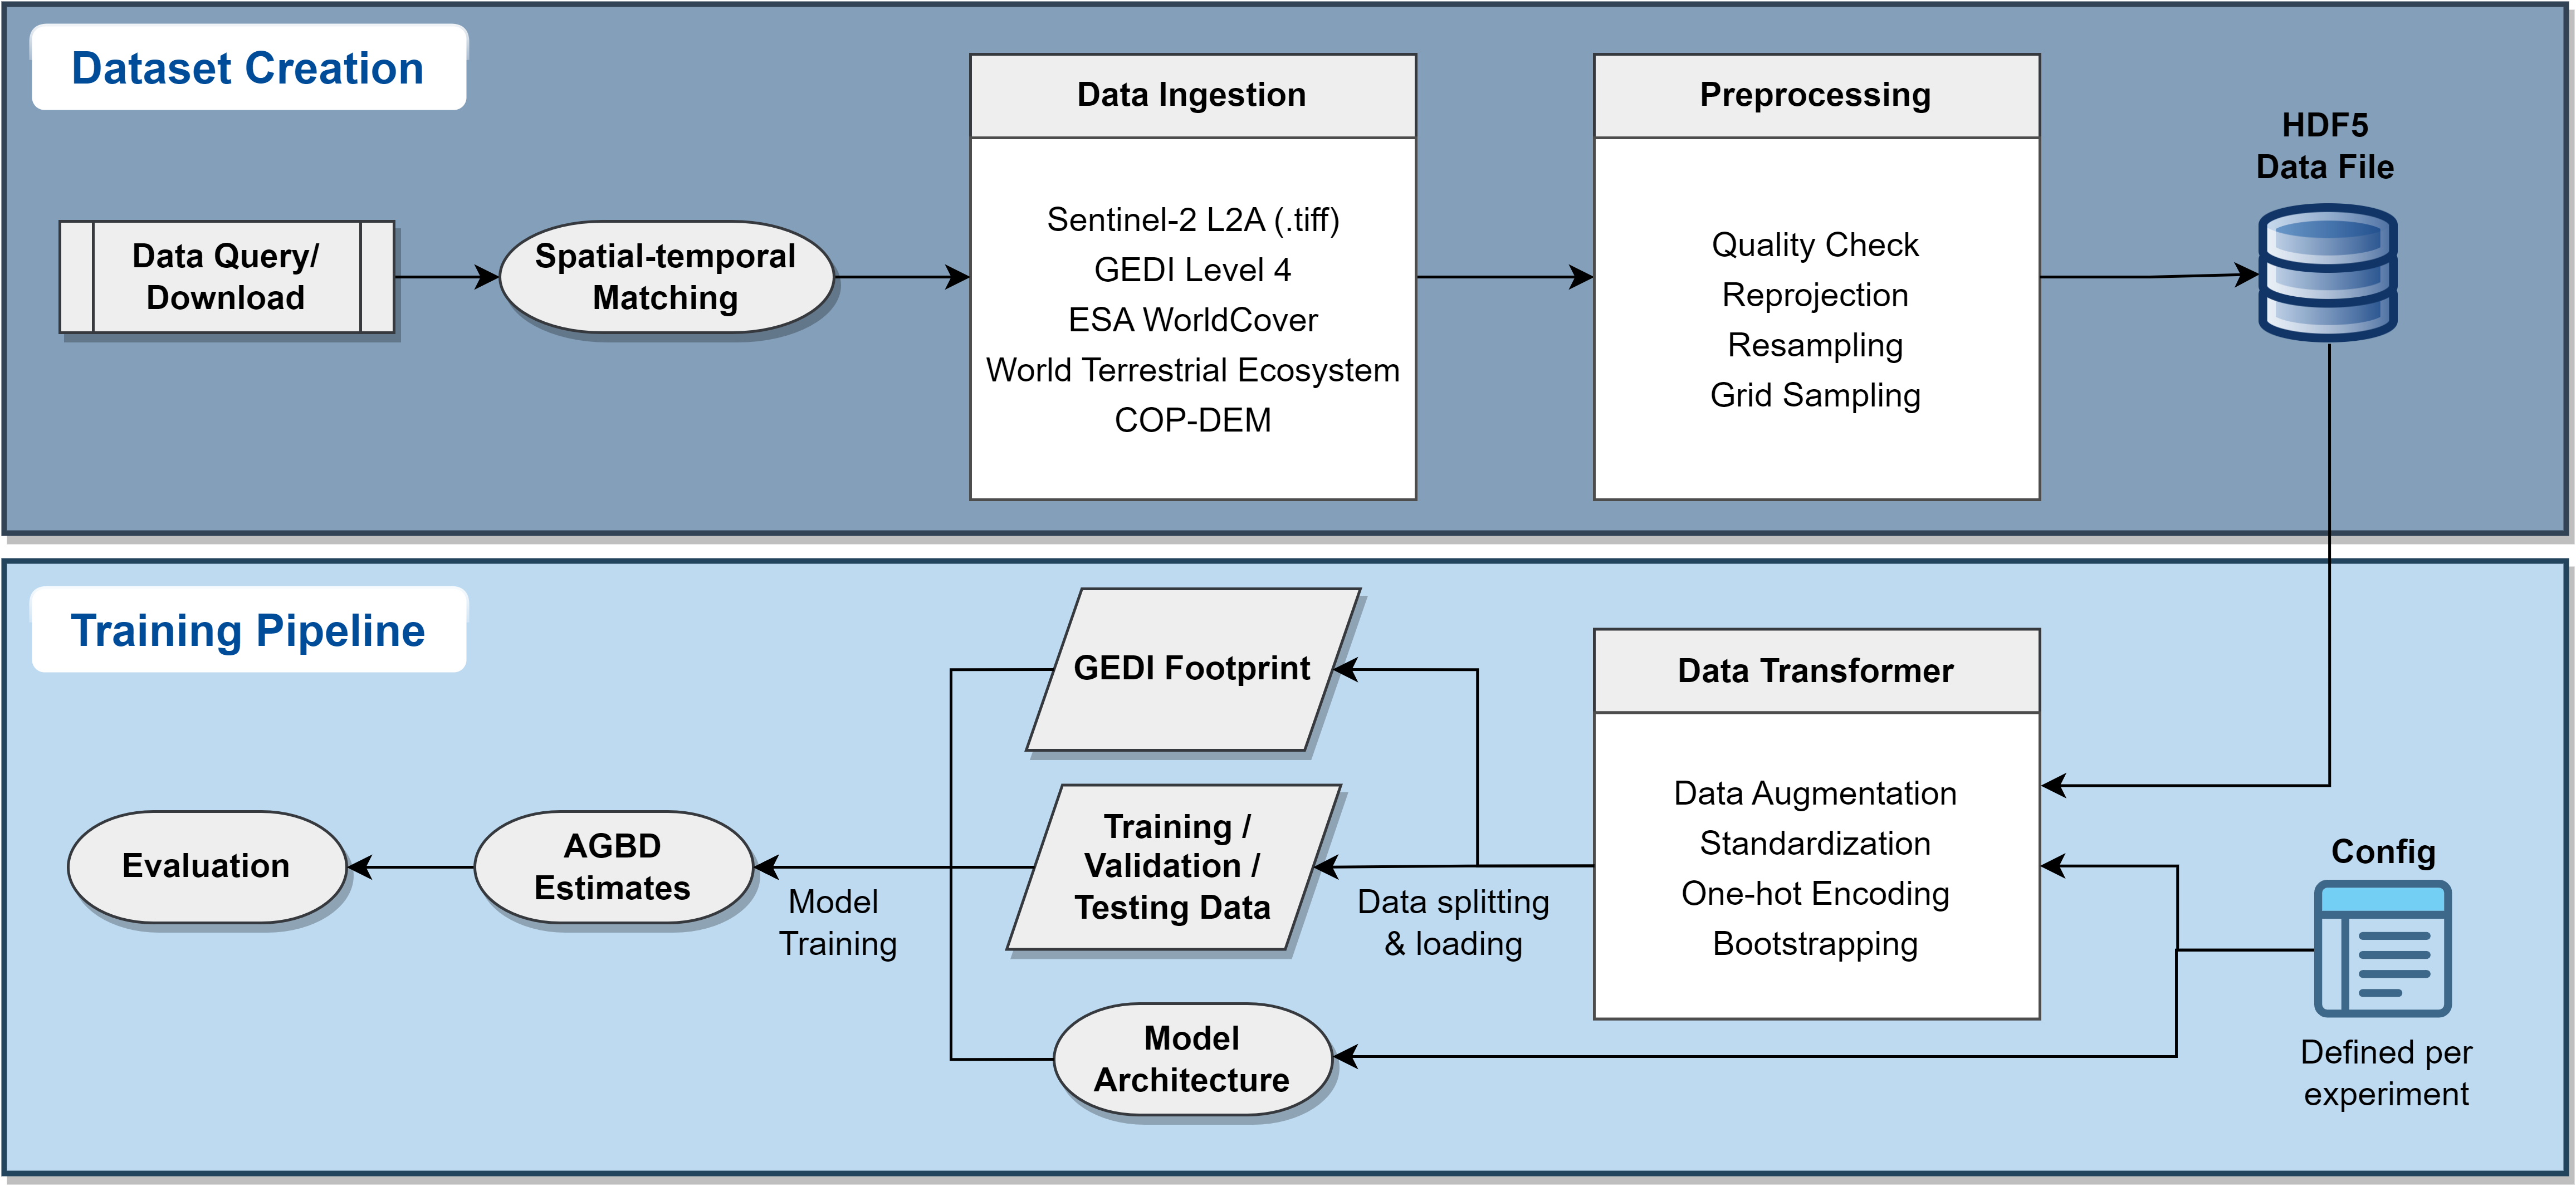 Dataset Creation
Data Query/
Download
Spatial-temporal
Matching
Data Ingestion
Sentinel-2 L2A (.tiff)
GEDI Level 4
ESA WorldCover
World Terrestrial Ecosystem
COP-DEM
Preprocessing
Quality Check
Reprojection
Resampling
Grid Sampling
HDF5
Data File
Training Pipeline
Evaluation
AGBD
Estimates
Model
Training
GEDI Footprint
Training /
Validation /
Testing Data
Model
Architecture
Data splitting
& loading
Data Transformer
Data Augmentation
Standardization
One-hot Encoding
Bootstrapping
Config
Defined per
experiment